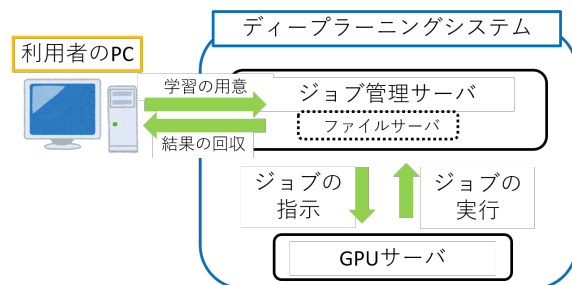 ディープラーニングシステム
利用者のPC
学習の用意
ジョブ管理サーバ
ファイルサーバ
結果の回収
ジョブの
指示
ジョブの
実行
GPUサーバ